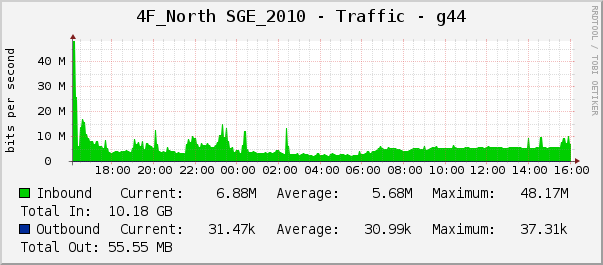 4F_North SGE_2010 - Traffic - g44
RRDTOOL / TOBI OETIKER
bits per second
40 M
30 M
20 M
10 M
0
18:00 20:00 22:00 00:00 02:00 04:00 06:00 08:00 10:00 12:00 14:00 16:00
Inbound Current: 6.88M Average: 5.68M Maximum: 48.17M
Total In: 10.18 GB
Outbound Current: 31.47k Average: 30.99k Maximum: 37.31k
Total Out: 55.55 MB